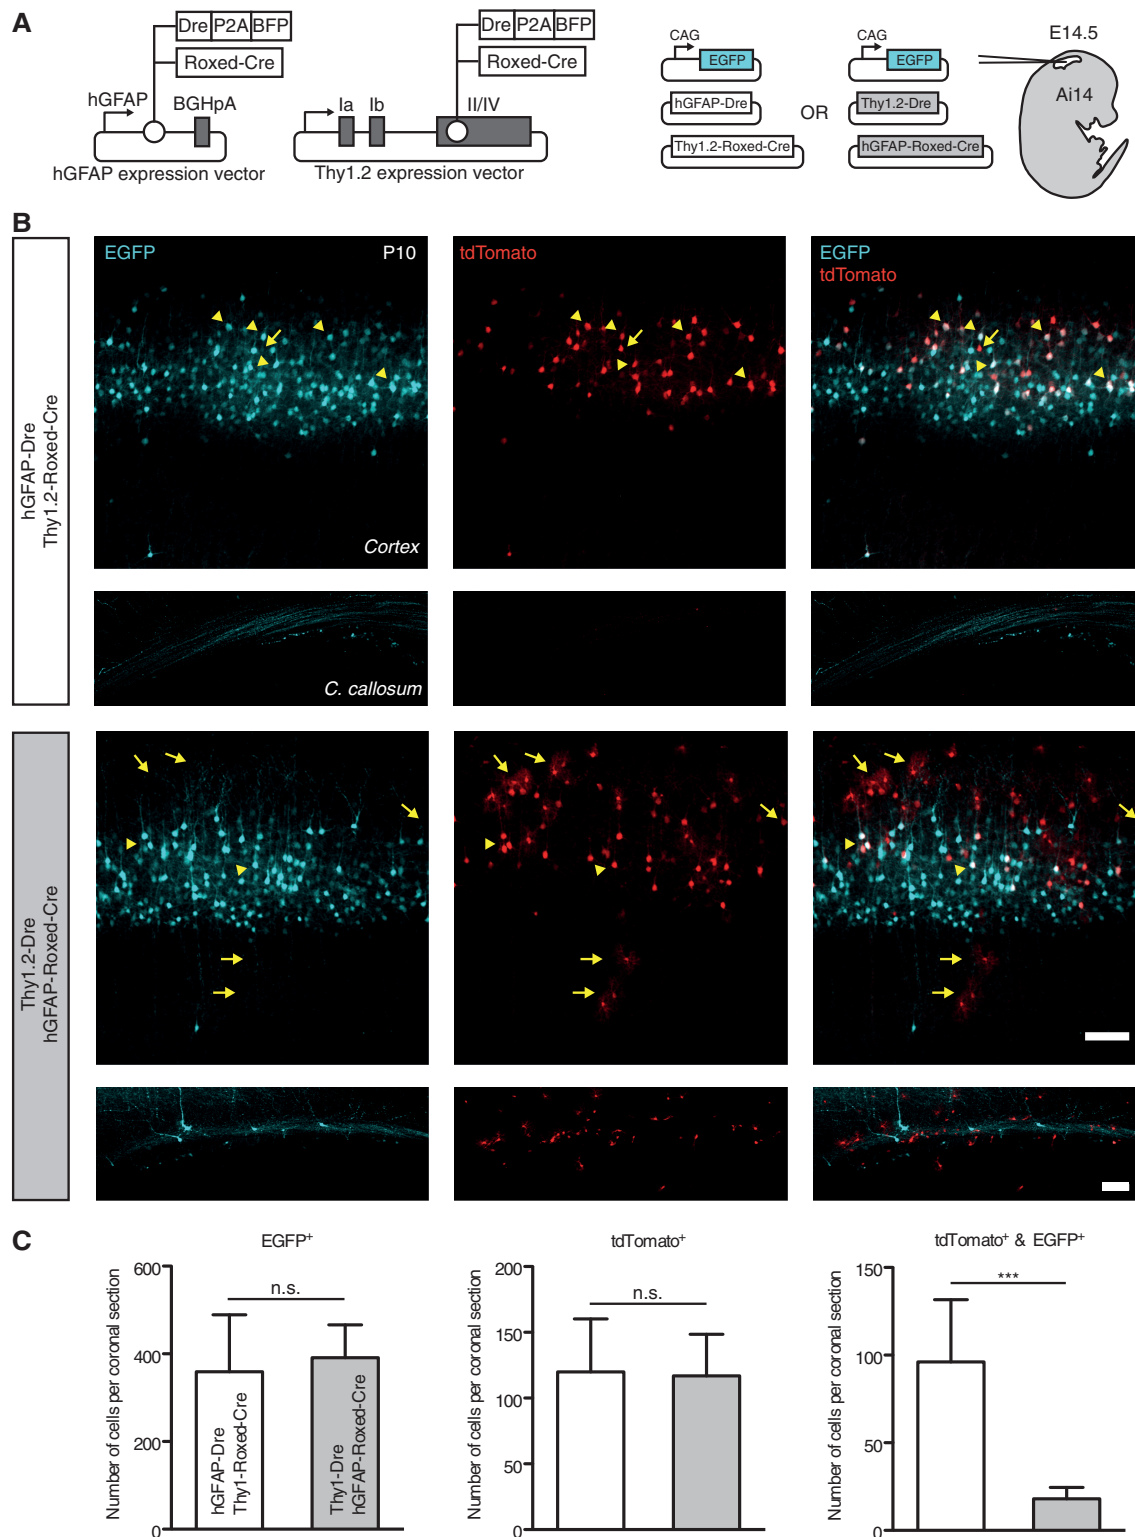 A
Dre P2A BFP
Roxed-Cre
hGFAP
BGHpA
hGFAP expression vector
Dre P2A BFP
Roxed-Cre
Ia Ib II/IV
Thy1.2 expression vector
CAG
EGFP
hGFAP-Dre
Thy1.2-Roxed-Cre
OR
CAG
EGFP
Thy1.2-Dre
hGFAP-Roxed-Cre
E14.5
Ai14
B
hGFAP-Dre
Thy1.2-Roxed-Cre
EGFP
P10
tdTomato
EGFP
tdTomato
Cortex
C. callosum
Thy1.2-Dre
hGFAP-Roxed-Cre
C
EGFP+
Number of cells per coronal section
600
400
200
0
n.s.
hGFAP-Dre
Thy1-Roxed-Cre
Thy1-Dre
hGFAP-Roxed-Cre
tdTomato+
Number of cells per coronal section
200
150
100
50
0
n.s.
tdTomato+ & EGFP+
Number of cells per coronal section
150
100
50
0
***